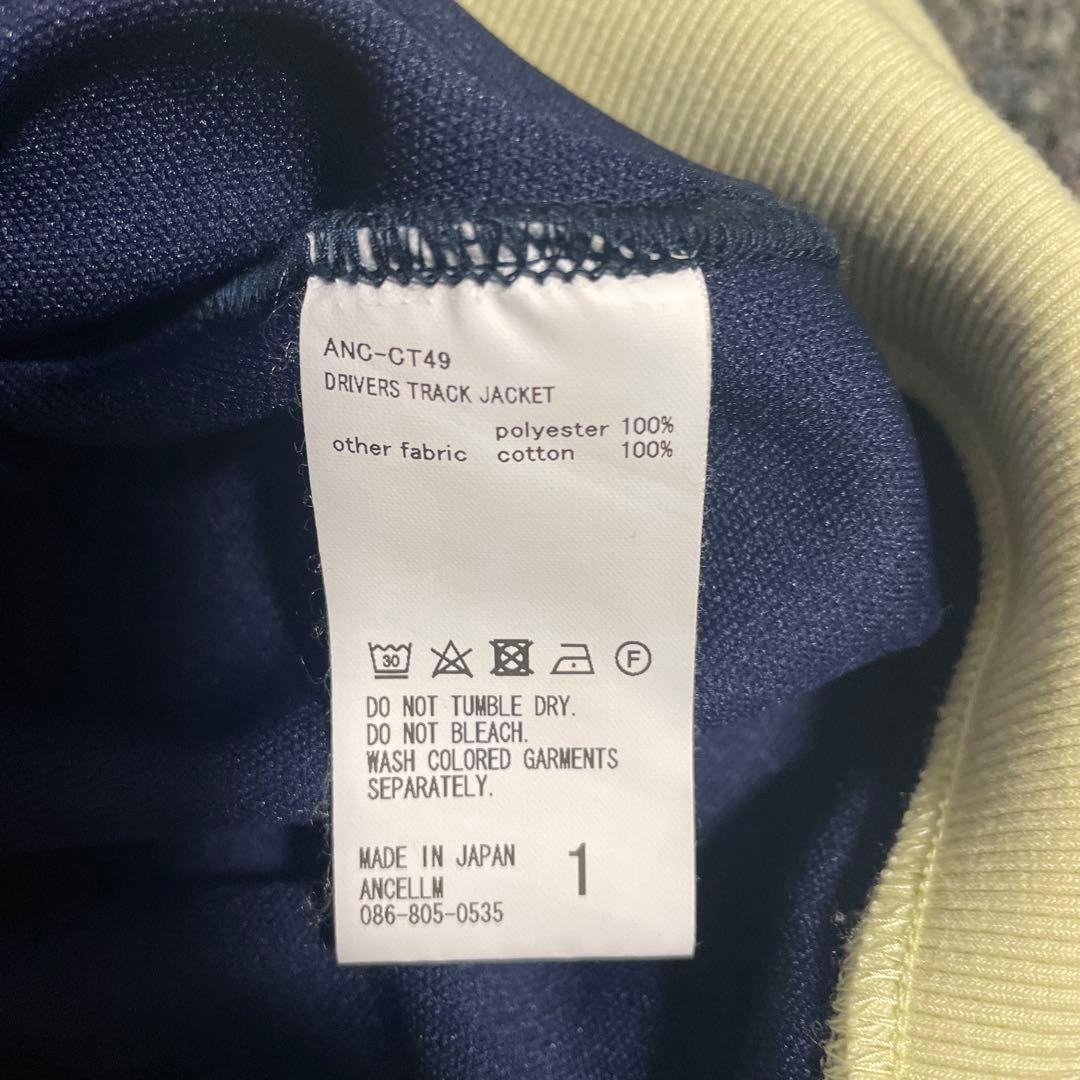 ANC-CT49
DRIVERS TRACK JACKET
polyester 100%
other fabric cotton 100%
30 F
DO NOT TUMBLE DRY.
DO NOT BLEACH.
WASH COLORED GARMENTS
SEPARATELY.
MADE IN JAPAN 1
ANCELLM
086-805-0535